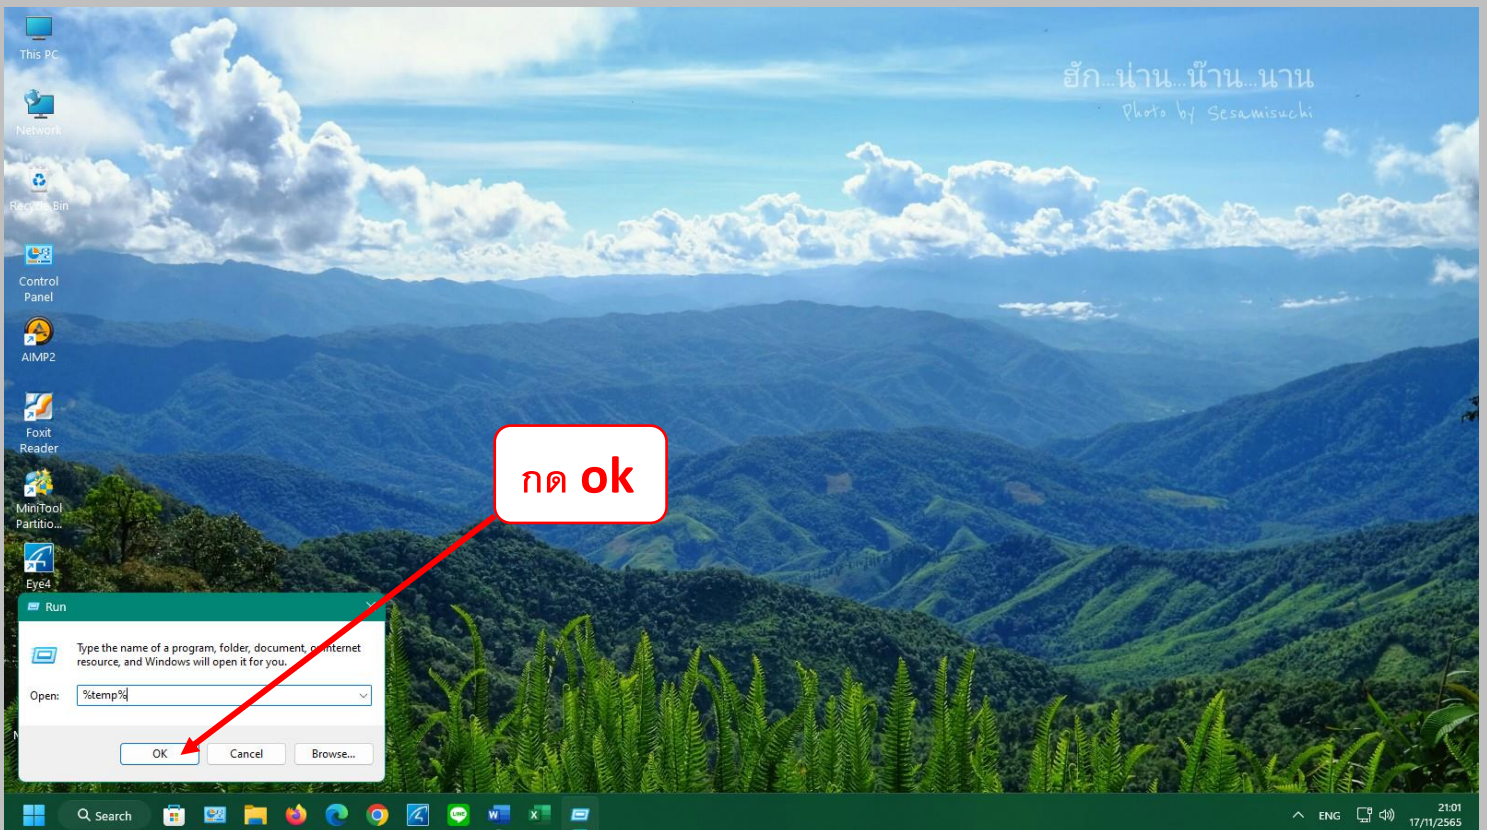 This PC
Network
Recycle Bin
Control
Panel
AIMP2
Foxit
Reader
MiniTool
Partitio...
Eye4
ฮัก...น่าน...น๊าน...นาน
Photo by Sesamisuchi
กด ok
Run
Type the name of a program, folder, document, or Internet
resource, and Windows will open it for you.
Open: %temp%
OK Cancel Browse...
Search
LINE
W
X
ENG
21:01
17/11/2565